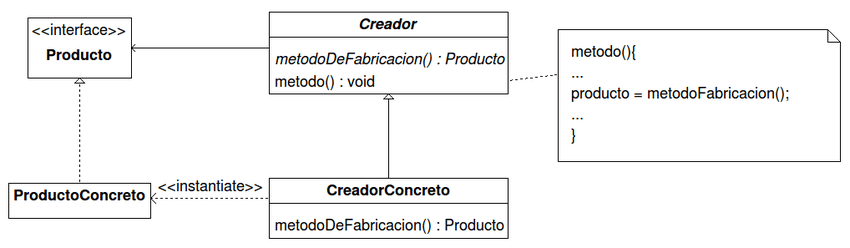 <<interface>>
Producto
Creador
metodoDeFabricacion() : Producto
metodo() : void
metodo(){
...
producto = metodoFabricacion();
...
}
ProductoConcreto
<<instantiate>>
CreadorConcreto
metodoDeFabricacion() : Producto